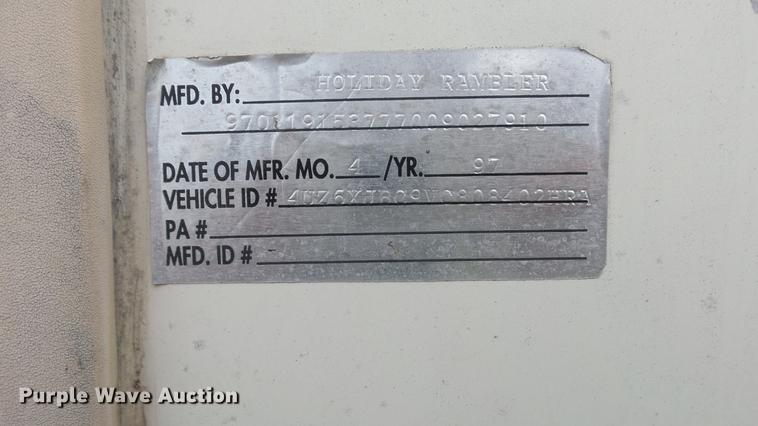 MFD. BY: HOLIDAY RAMBLER
DATE OF MFR. MO. 4 /YR. 97
VEHICLE ID #
PA #
MFD. ID #
Purple Wave Auction